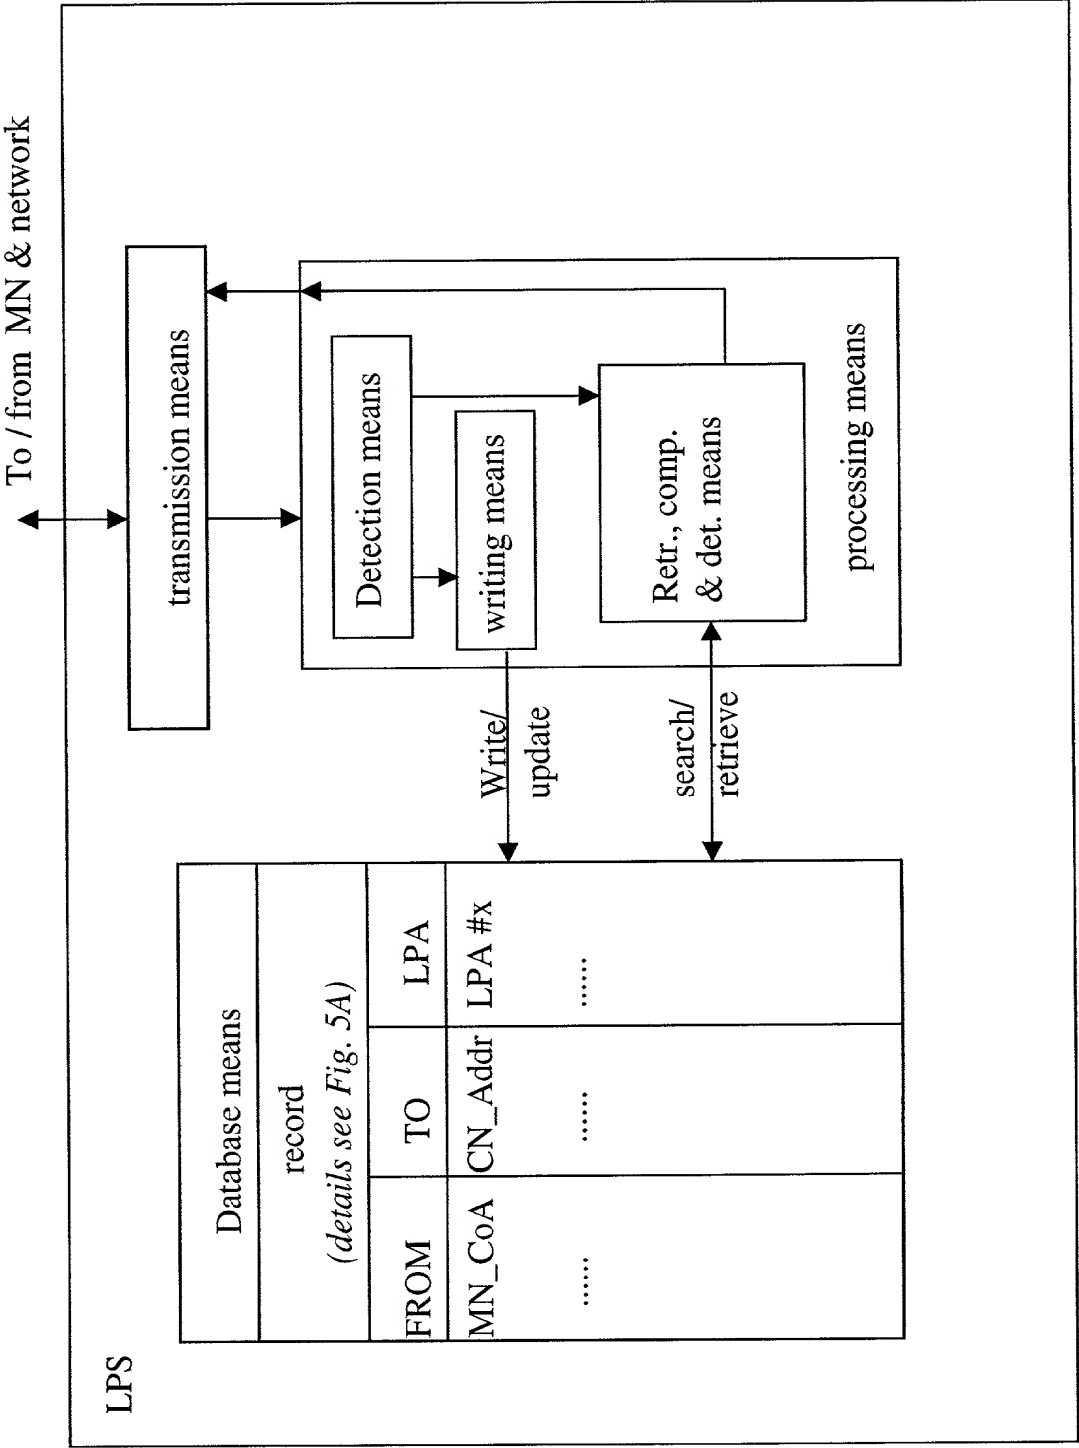 To / from MN & network
LPS
transmission means
Database means
record
(details see Fig. 5A)
FROM
TO
LPA
MN_CoA
CN_Addr
LPA #x
......
......
......
Write/
update
search/
retrieve
Detection means
writing means
Retr., comp.
& det. means
processing means